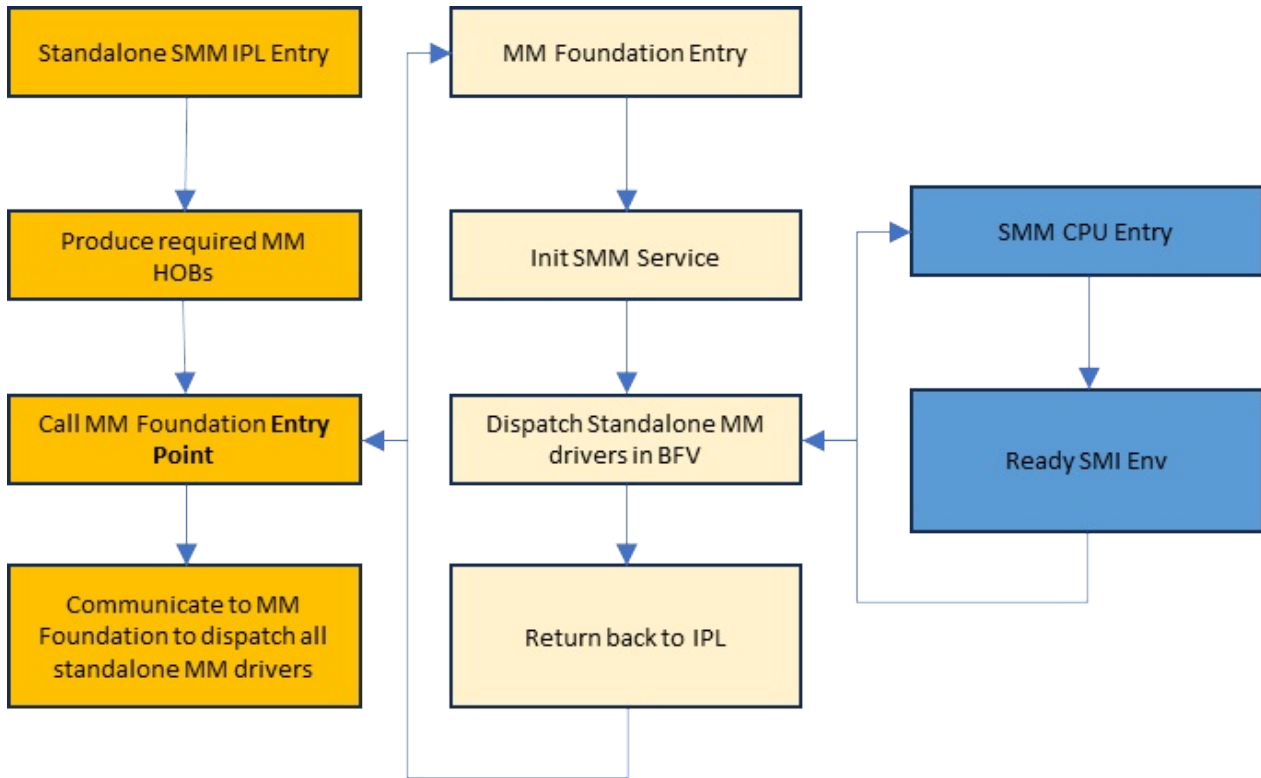 Standalone SMM IPL Entry
Produce required MM
HOBs
Call MM Foundation Entry
Point
Communicate to MM
Foundation to dispatch all
standalone MM drivers
MM Foundation Entry
Init SMM Service
Dispatch Standalone MM
drivers in BFV
Return back to IPL
SMM CPU Entry
Ready SMI Env